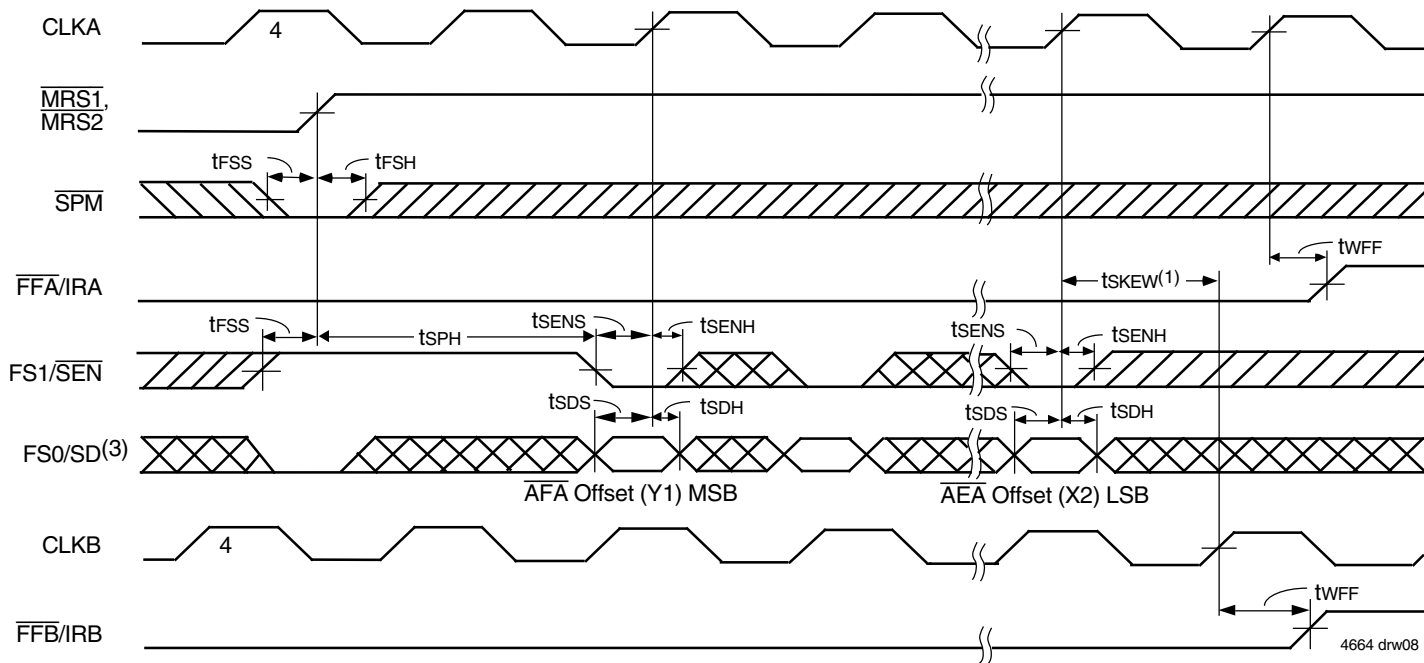 CLKA
4
MRS1,
MRS2
tFSS
tFSH
SPM
tWFF
FFA/IRA
tSKEW(1)
tFSS
tSPH
tSENS
tSENH
tSENS
tSENH
FS1/SEN
tSDS
tSDH
tSDS
tSDH
FS0/SD(3)
AFA Offset (Y1) MSB
AEA Offset (X2) LSB
CLKB
4
tWFF
FFB/IRB
4664 drw08